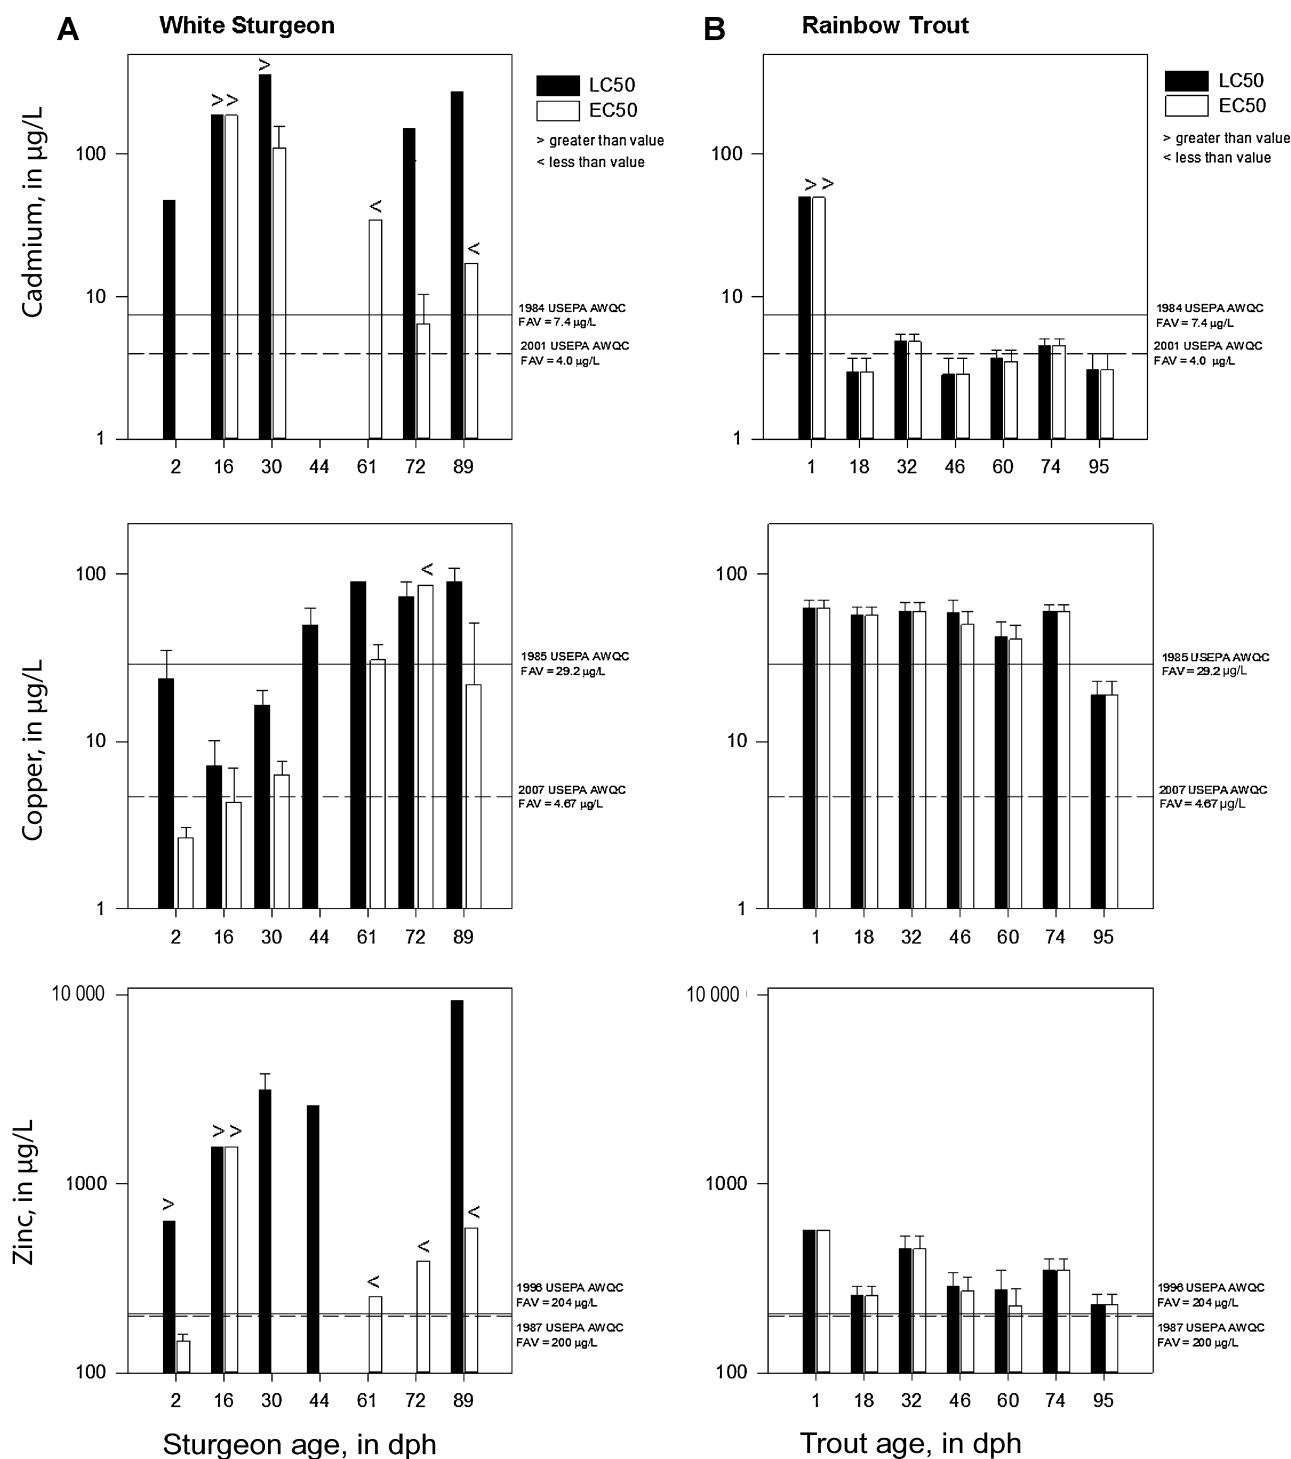 A White Sturgeon
B Rainbow Trout
Cadmium, in µg/L
100
10
1
> >
>
<
<
LC50
EC50
> greater than value
< less than value
1984 USEPA AWQC
FAV = 7.4 µg/L
2001 USEPA AWQC
FAV = 4.0 µg/L
2 16 30 44 61 72 89
100
10
1
> >
LC50
EC50
> greater than value
< less than value
1984 USEPA AWQC
FAV = 7.4 µg/L
2001 USEPA AWQC
FAV = 4.0 µg/L
1 18 32 46 60 74 95
Copper, in µg/L
100
10
1
<
1985 USEPA AWQC
FAV = 29.2 µg/L
2007 USEPA AWQC
FAV = 4.67 µg/L
2 16 30 44 61 72 89
100
10
1
1985 USEPA AWQC
FAV = 29.2 µg/L
2007 USEPA AWQC
FAV = 4.67 µg/L
1 18 32 46 60 74 95
Zinc, in µg/L
10 000
1000
100
>
> >
<
<
<
1996 USEPA AWQC
FAV = 204 µg/L
1987 USEPA AWQC
FAV = 200 µg/L
2 16 30 44 61 72 89
Sturgeon age, in dph
10 000
1000
100
1996 USEPA AWQC
FAV = 204 µg/L
1987 USEPA AWQC
FAV = 200 µg/L
1 18 32 46 60 74 95
Trout age, in dph